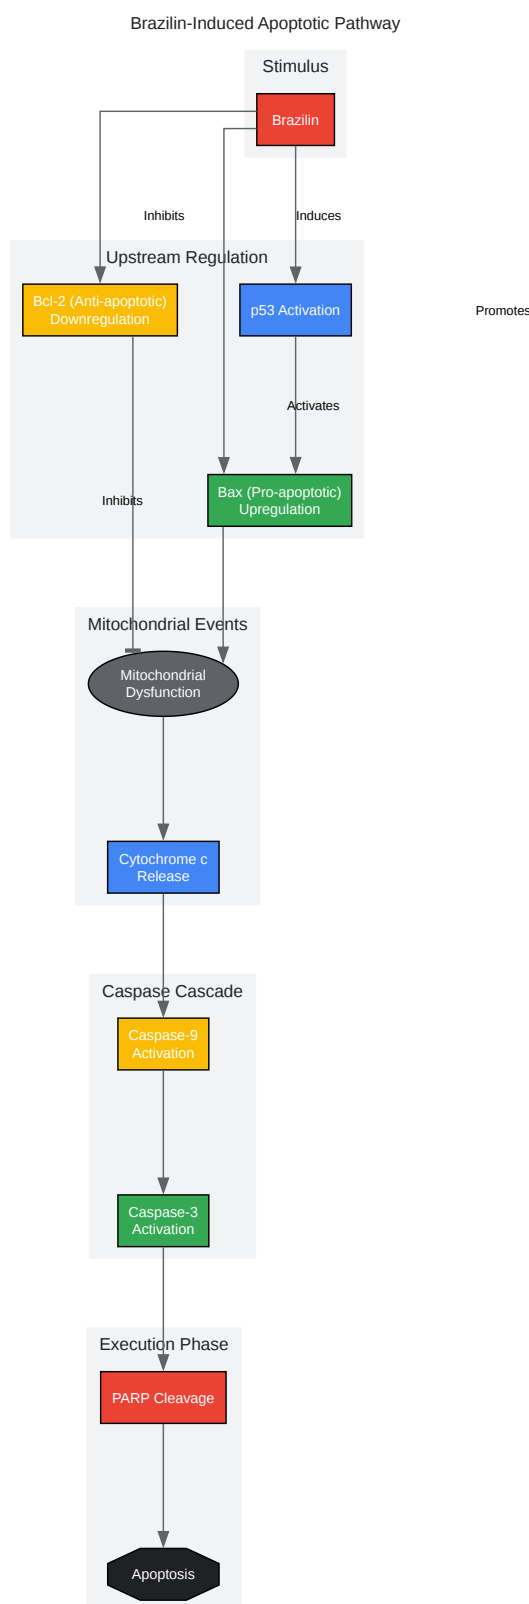 Brazilin-Induced Apoptotic Pathway
Stimulus
Brazilin
Inhibits
Induces
Upstream Regulation
Bcl-2 (Anti-apoptotic)
Downregulation
p53 Activation
Promotes
Activates
Bax (Pro-apoptotic)
Upregulation
Inhibits
Mitochondrial Events
Mitochondrial
Dysfunction
Cytochrome c
Release
Caspase Cascade
Caspase-9
Activation
Caspase-3
Activation
Execution Phase
PARP Cleavage
Apoptosis